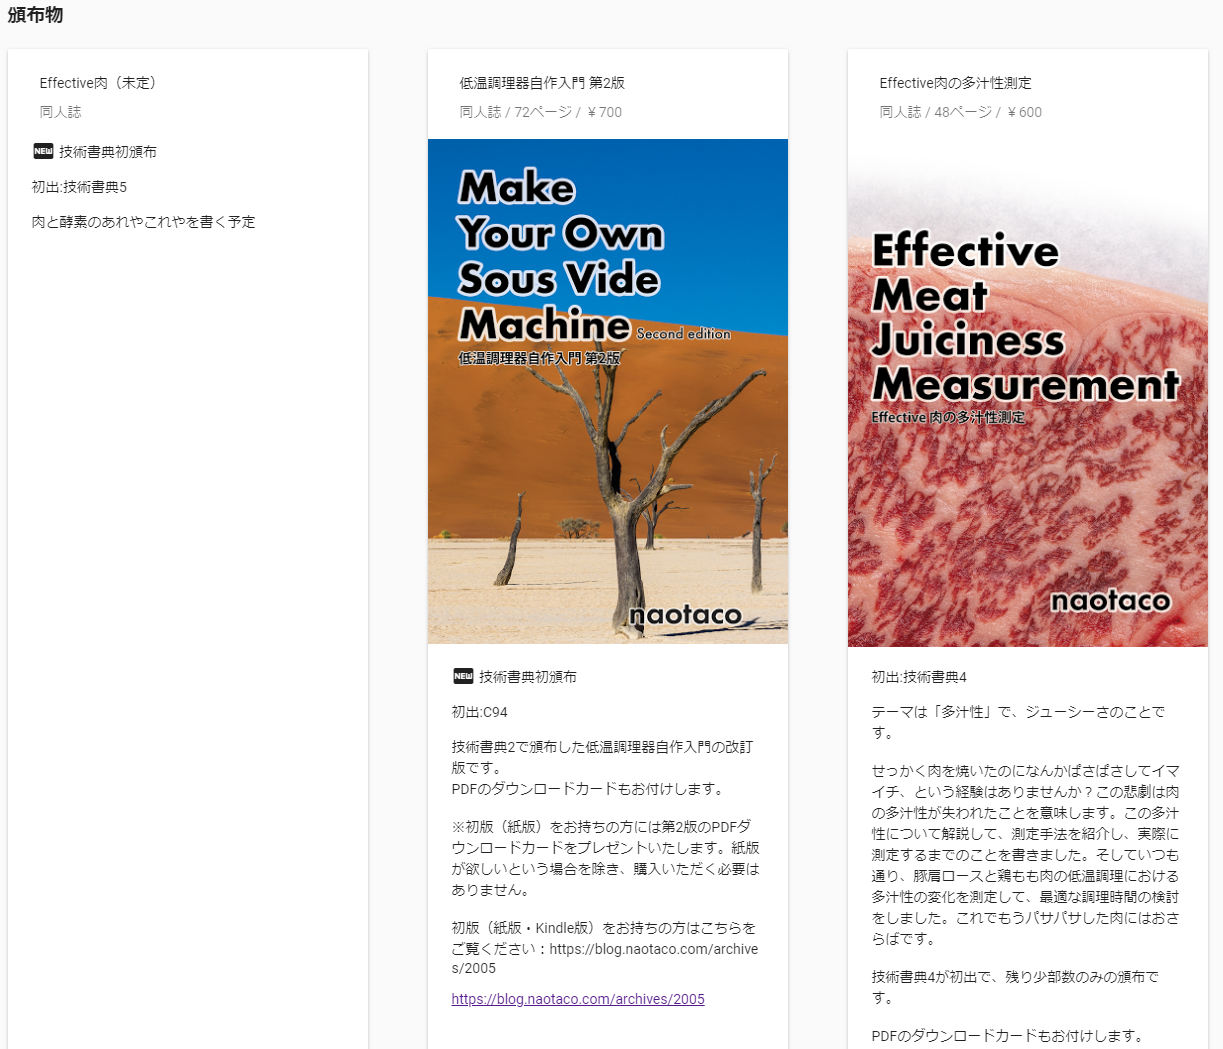 頒布物
Effective肉（未定）
同人誌
NEW 技術書典初頒布
初出:技術書典5
肉と酵素のあれやこれやを書く予定
低温調理器自作入門 第2版
同人誌 / 72ページ / ￥700
Make
Your Own
Sous Vide
Machine Second edition
低温調理器自作入門 第2版
naotaco
NEW 技術書典初頒布
初出:C94
技術書典2で頒布した低温調理器自作入門の改訂
版です。
PDFのダウンロードカードもお付けします。
※初版（紙版）をお持ちの方には第2版のPDFダ
ウンロードカードをプレゼントいたします。紙版
が欲しいという場合を除き、購入いただく必要は
ありません。
初版（紙版・Kindle版）をお持ちの方はこちらを
ご覧ください：https://blog.naotaco.com/archive
s/2005
https://blog.naotaco.com/archives/2005
Effective肉の多汁性測定
同人誌 / 48ページ / ￥600
Effective
Meat
Juiciness
Measurement
Effective 肉の多汁性測定
naotaco
初出:技術書典4
テーマは「多汁性」で、ジューシーさのことで
す。
せっかく肉を焼いたのになんかぱさぱさしてイマ
イチ、という経験はありませんか？この悲劇は肉
の多汁性が失われたことを意味します。この多汁
性について解説して、測定手法を紹介し、実際に
測定するまでのことを書きました。そしていつも
通り、豚肩ロースと鶏もも肉の低温調理における
多汁性の変化を測定して、最適な調理時間の検討
をしました。これでもうパサパサした肉にはおさ
らばです。
技術書典4が初出で、残り少部数のみの頒布で
す。
PDFのダウンロードカードもお付けします。